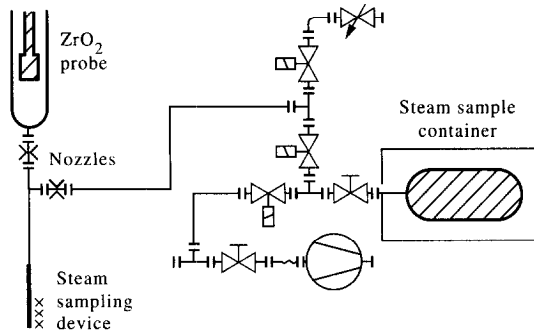 ZrO2
probe
Nozzles
Steam sample
container
Steam
sampling
device